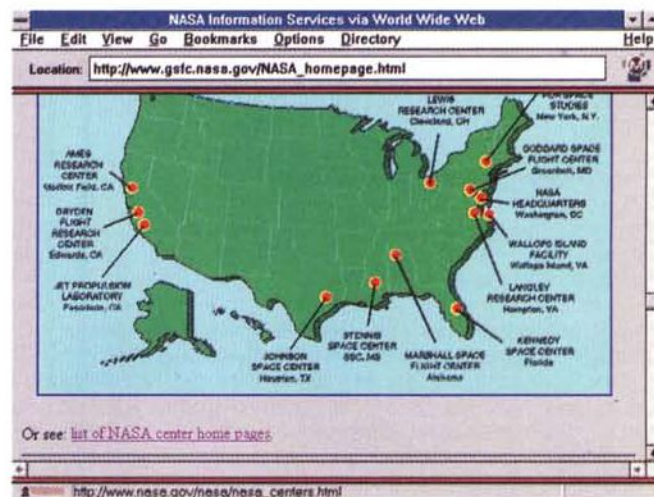 NASA Information Services via World Wide Web
File Edit View Go Bookmarks Options Directory Help
Location: http://www.gsfc.nasa.gov/NASA_homepage.html
LEWIS
RESEARCH CENTER
Cleveland, OH
FOR SPACE
STUDIES
New York, N.Y.
AMES
RESEARCH
CENTER
Moffett Field, CA
GODDARD SPACE
FLIGHT CENTER
Greenbelt, MD
DRYDEN
FLIGHT
RESEARCH
CENTER
Edwards, CA
NASA
HEADQUARTERS
Washington, DC
WALLOPS ISLAND
FACILITY
Wallops Island, VA
JET PROPULSION
LABORATORY
Pasadena, CA
LANGLEY
RESEARCH CENTER
Hampton, VA
JOHNSON
SPACE CENTER
Houston, TX
STENNIS
SPACE CENTER
SSC, MS
MARSHALL SPACE
FLIGHT CENTER
Alabama
KENNEDY
SPACE CENTER
Florida
Or see: list of NASA center home pages.
http://www.nasa.gov/nasa/nasa_centers.html